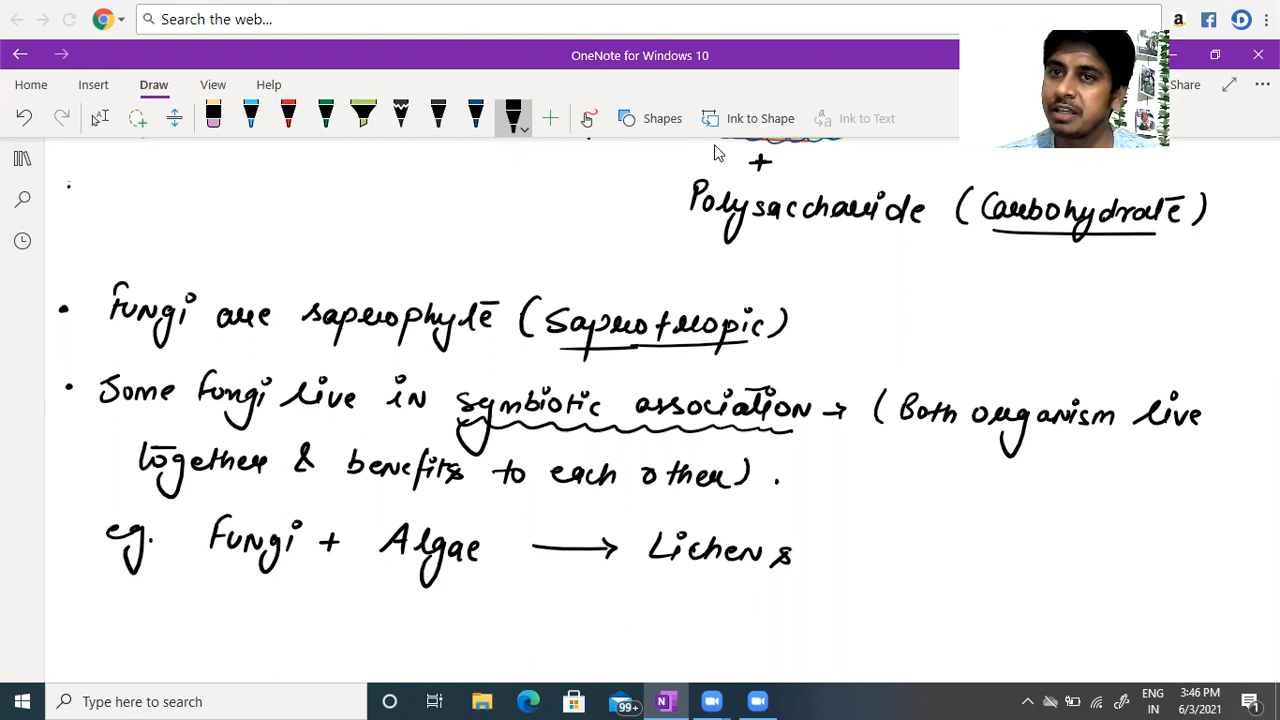 Search the web...
OneNote for Windows 10
Home Insert Draw View Help Share
Shapes Ink to Shape Ink to Text
+
Polysaccharide (Carbohydrate)
• Fungi are saprophyte (Saprotropic)
• Some fungi live in symbiotic association → (Both organism live
together & benefits to each other).
eg. Fungi + Algae → Lichens
Type here to search
99+
ENG
IN
3:46 PM
6/3/2021